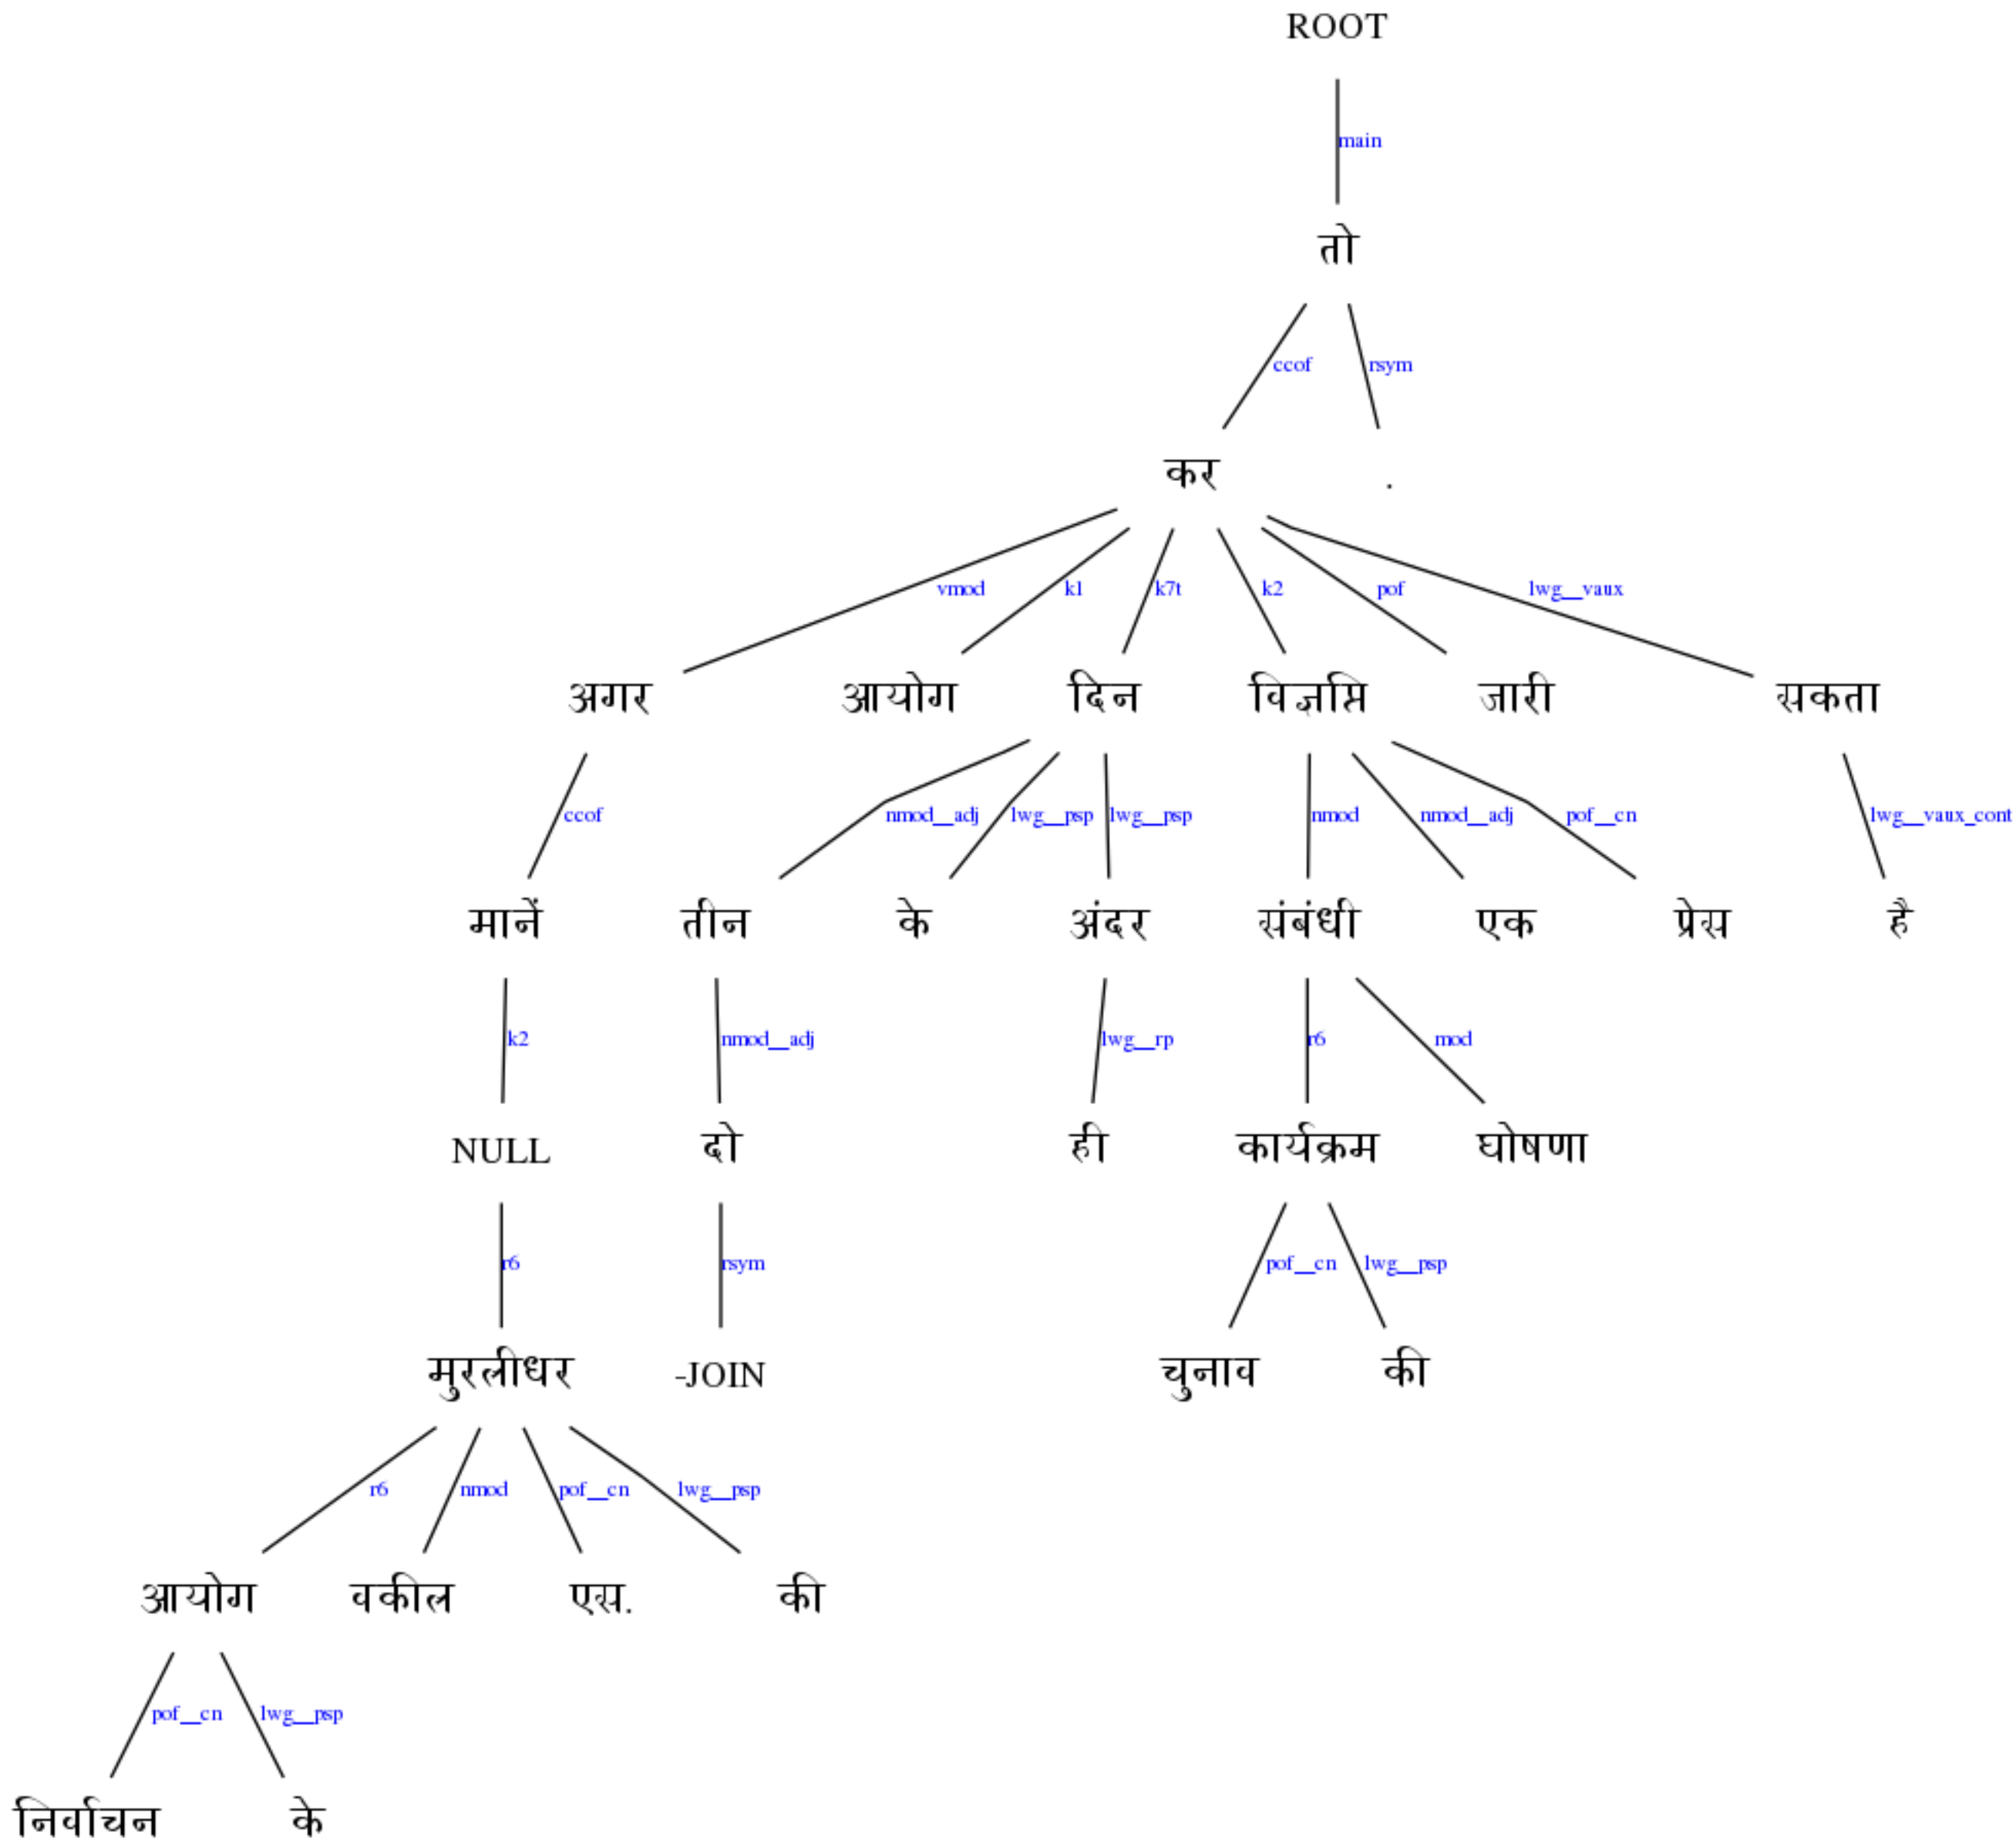 ROOT
main
तो
ccof rsym
कर .
vmod k1 k7t k2 pof lwg__vaux
अगर आयोग दिन विज्ञप्ति जारी सकता
ccof nmod__adj lwg__psp lwg__psp nmod nmod__adj pof__cn lwg__vaux_cont
मानें तीन के अंदर संबंधी एक प्रेस है
k2 nmod__adj lwg__rp r6 mod
NULL दो ही कार्यक्रम घोषणा
r6 rsym pof__cn lwg__psp
मुरलीधर -JOIN चुनाव की
r6 nmod pof__cn lwg__psp
आयोग वकील एस. की
pof__cn lwg__psp
निर्वाचन के